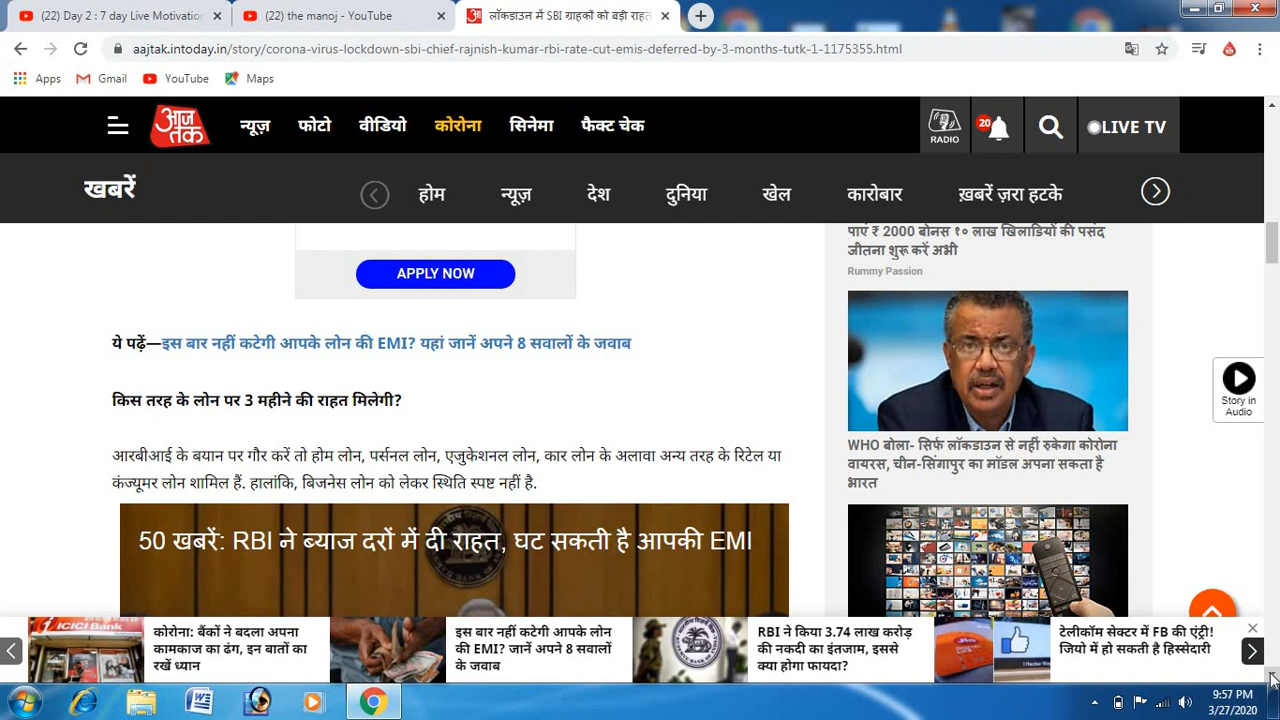 (22) Day 2 : 7 day Live Motivatio
(22) the manoj - YouTube
लॉकडाउन में SBI ग्राहकों को बड़ी राहत
aajtak.intoday.in/story/corona-virus-lockdown-sbi-chief-rajnish-kumar-rbi-rate-cut-emis-deferred-by-3-months-tutk-1-1175355.html
Apps Gmail YouTube Maps
आज तक
न्यूज़ फोटो वीडियो कोरोना सिनेमा फैक्ट चेक
RADIO
20
LIVE TV
खबरें
होम न्यूज़ देश दुनिया खेल कारोबार ख़बरें ज़रा हटके
APPLY NOW
ये पढ़ें—इस बार नहीं कटेगी आपके लोन की EMI? यहां जानें अपने 8 सवालों के जवाब
किस तरह के लोन पर 3 महीने की राहत मिलेगी?
आरबीआई के बयान पर गौर करें तो होम लोन, पर्सनल लोन, एजुकेशनल लोन, कार लोन के अलावा अन्य तरह के रिटेल या
कंज्यूमर लोन शामिल हैं. हालांकि, बिजनेस लोन को लेकर स्थिति स्पष्ट नहीं है.
50 खबरें: RBI ने ब्याज दरों में दी राहत, घट सकती है आपकी EMI
पाएं ₹ 2000 बोनस १० लाख खिलाडियों की पसंद
जीतना शुरू करें अभी
Rummy Passion
WHO बोला- सिर्फ लॉकडाउन से नहीं रुकेगा कोरोना
वायरस, चीन-सिंगापुर का मॉडल अपना सकता है
भारत
Story in
Audio
ICICI Bank
कोरोना: बैंकों ने बदला अपना
कामकाज का ढंग, इन बातों का
रखें ध्यान
इस बार नहीं कटेगी आपके लोन
की EMI? जानें अपने 8 सवालों
के जवाब
RBI ने किया 3.74 लाख करोड़
की नकदी का इंतजाम, इससे
क्या होगा फायदा?
टेलीकॉम सेक्टर में FB की एंट्री!
जियो में हो सकती है हिस्सेदारी
9:57 PM
3/27/2020